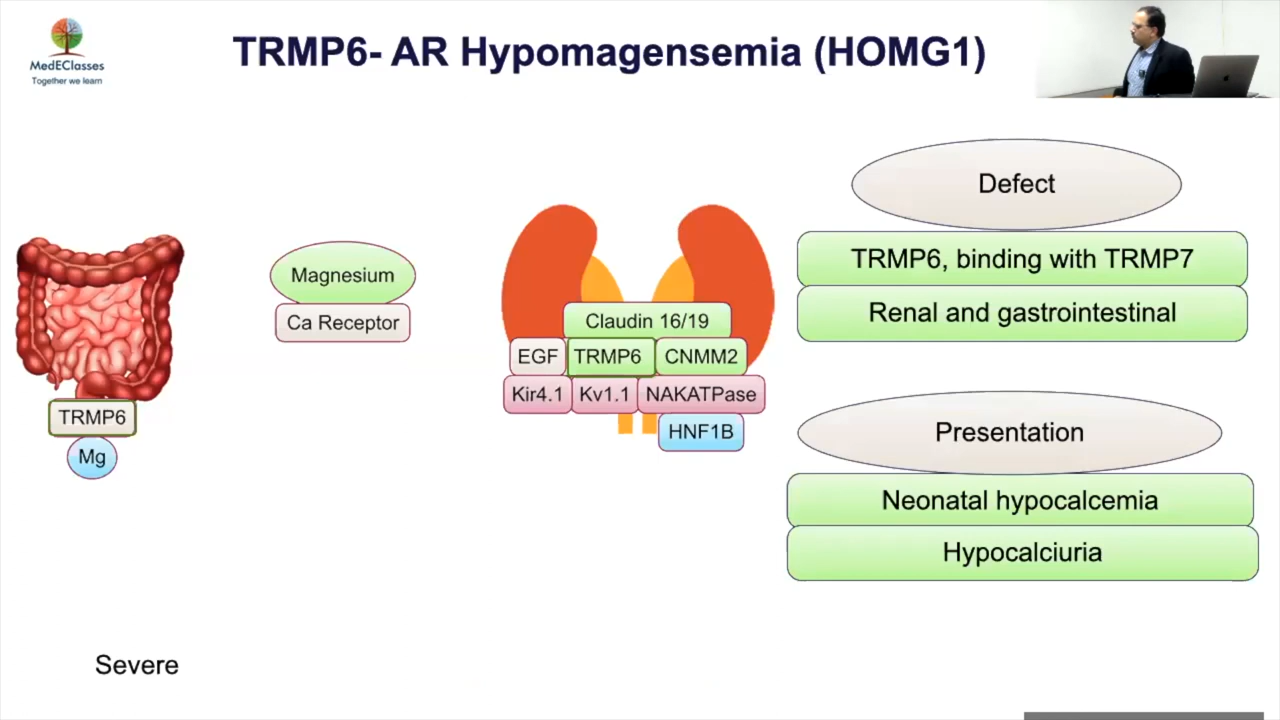 MedEClasses
Together we learn
TRMP6- AR Hypomagensemia (HOMG1)
Defect
TRMP6, binding with TRMP7
Renal and gastrointestinal
Magnesium
Ca Receptor
Claudin 16/19
EGF
TRMP6
CNMM2
Kir4.1
Kv1.1
NAKATPase
HNF1B
TRMP6
Mg
Presentation
Neonatal hypocalcemia
Hypocalciuria
Severe